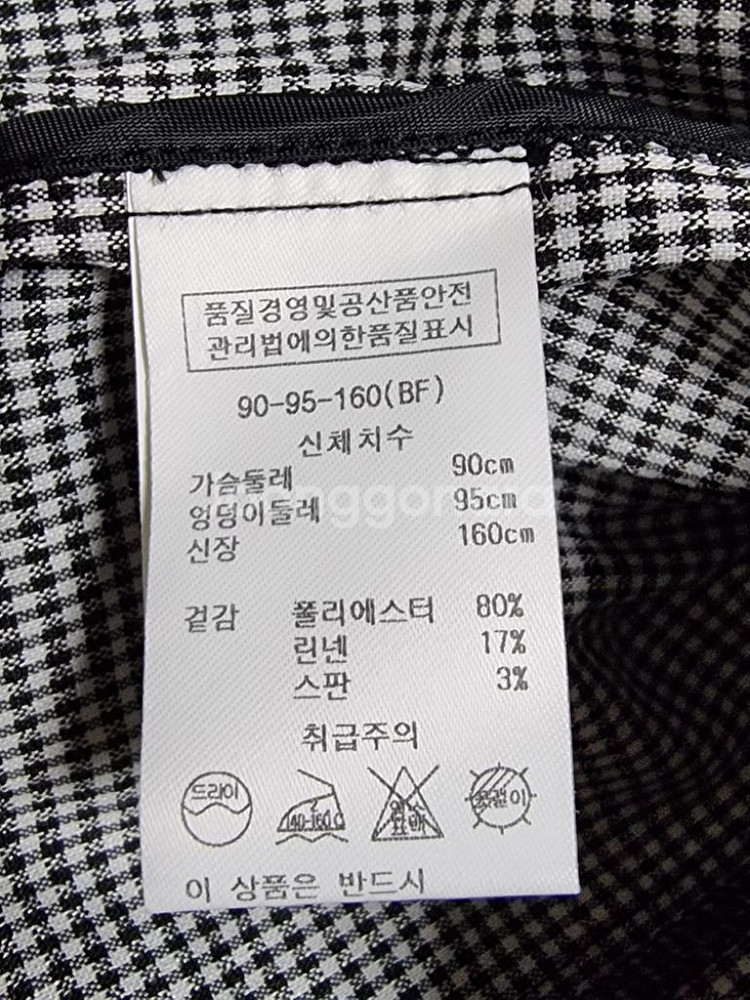 품질경영및공산품안전
관리법에의한품질표시
90-95-160(BF)
신체치수
가슴둘레 90cm
엉덩이둘레 95cm
신장 160cm
겉감 폴리에스터 80%
린넨 17%
스판 3%
취급주의
드라이
140-160℃
이 상품은 반드시